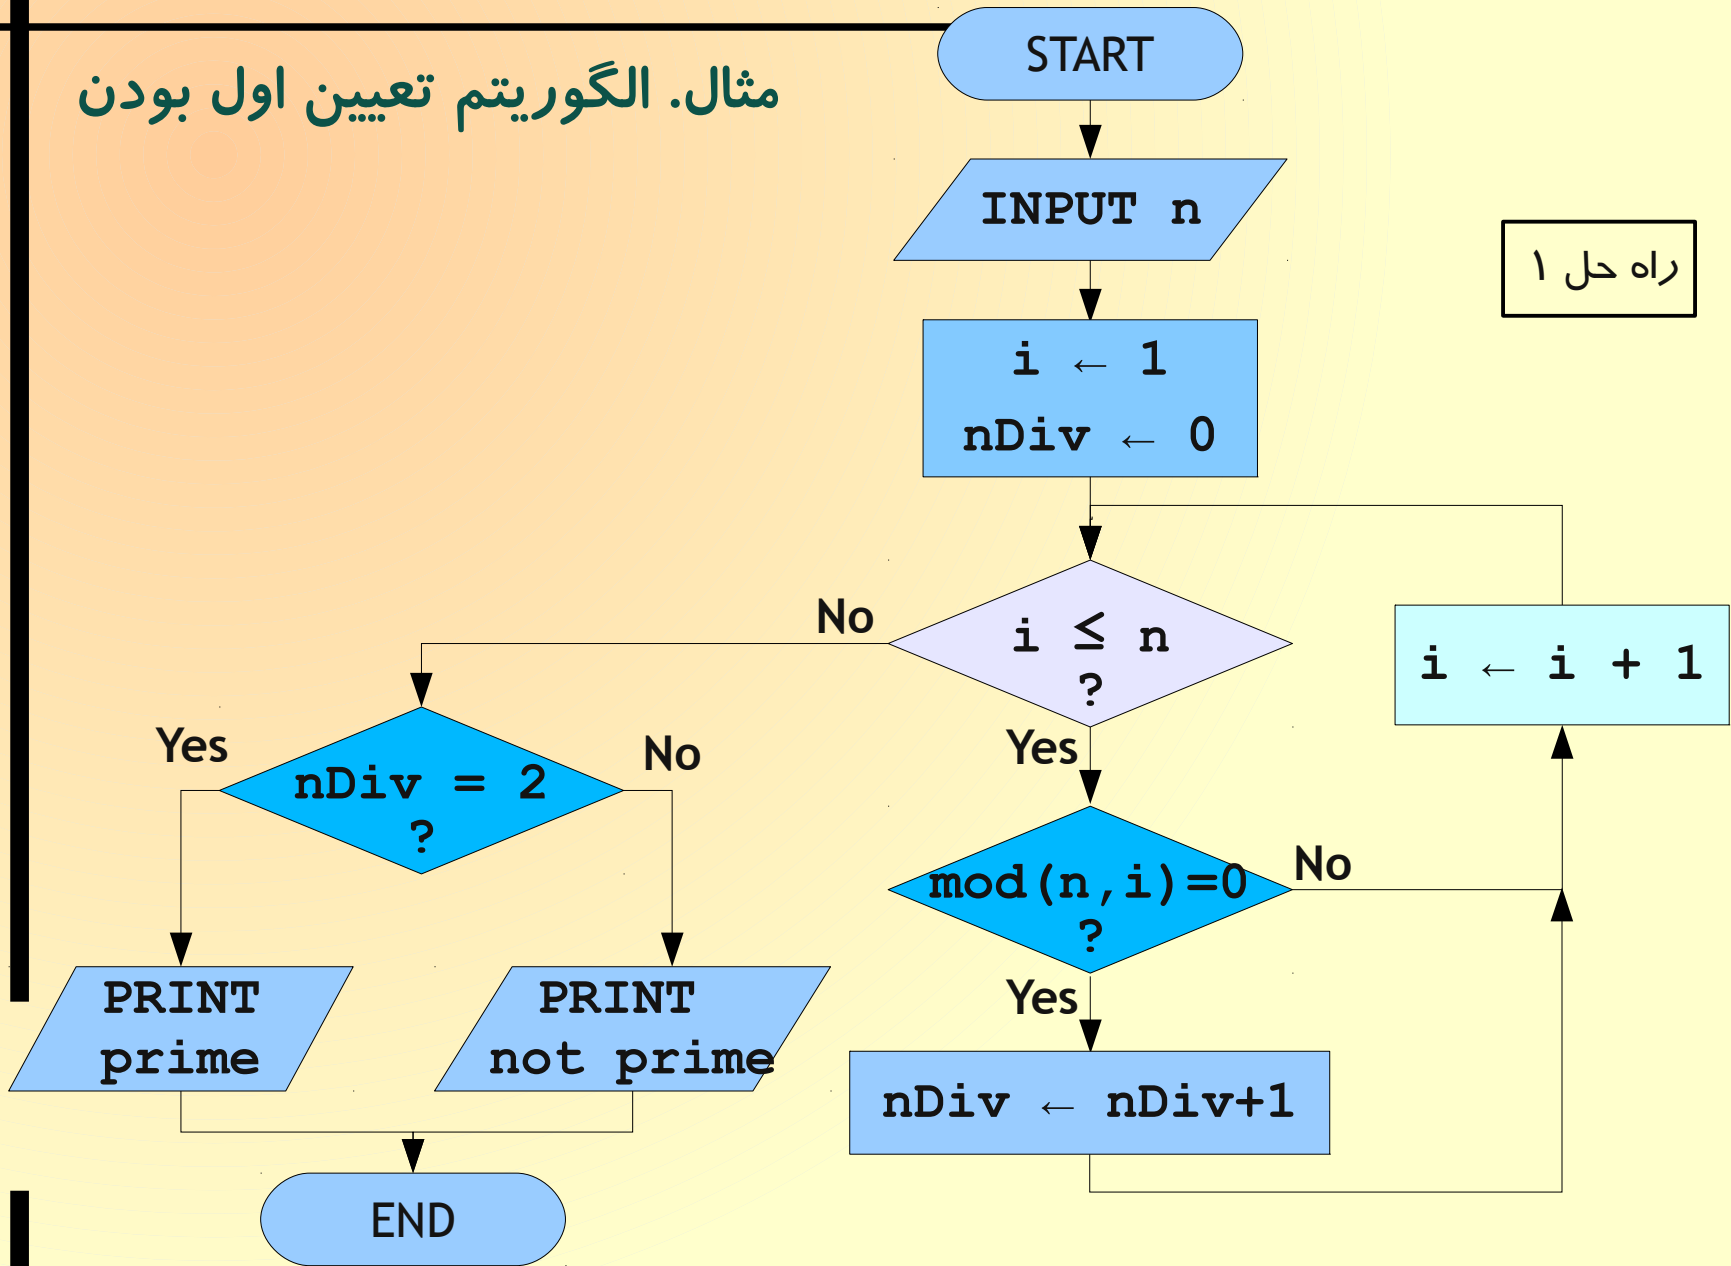 مثال. الگوریتم تعیین اول بودن
START
INPUT n
راه حل ۱
i ← 1
nDiv ← 0
i ≤ n
?
No
Yes
i ← i + 1
nDiv = 2
?
Yes
No
mod(n,i)=0
?
No
Yes
PRINT
prime
PRINT
not prime
nDiv ← nDiv+1
END